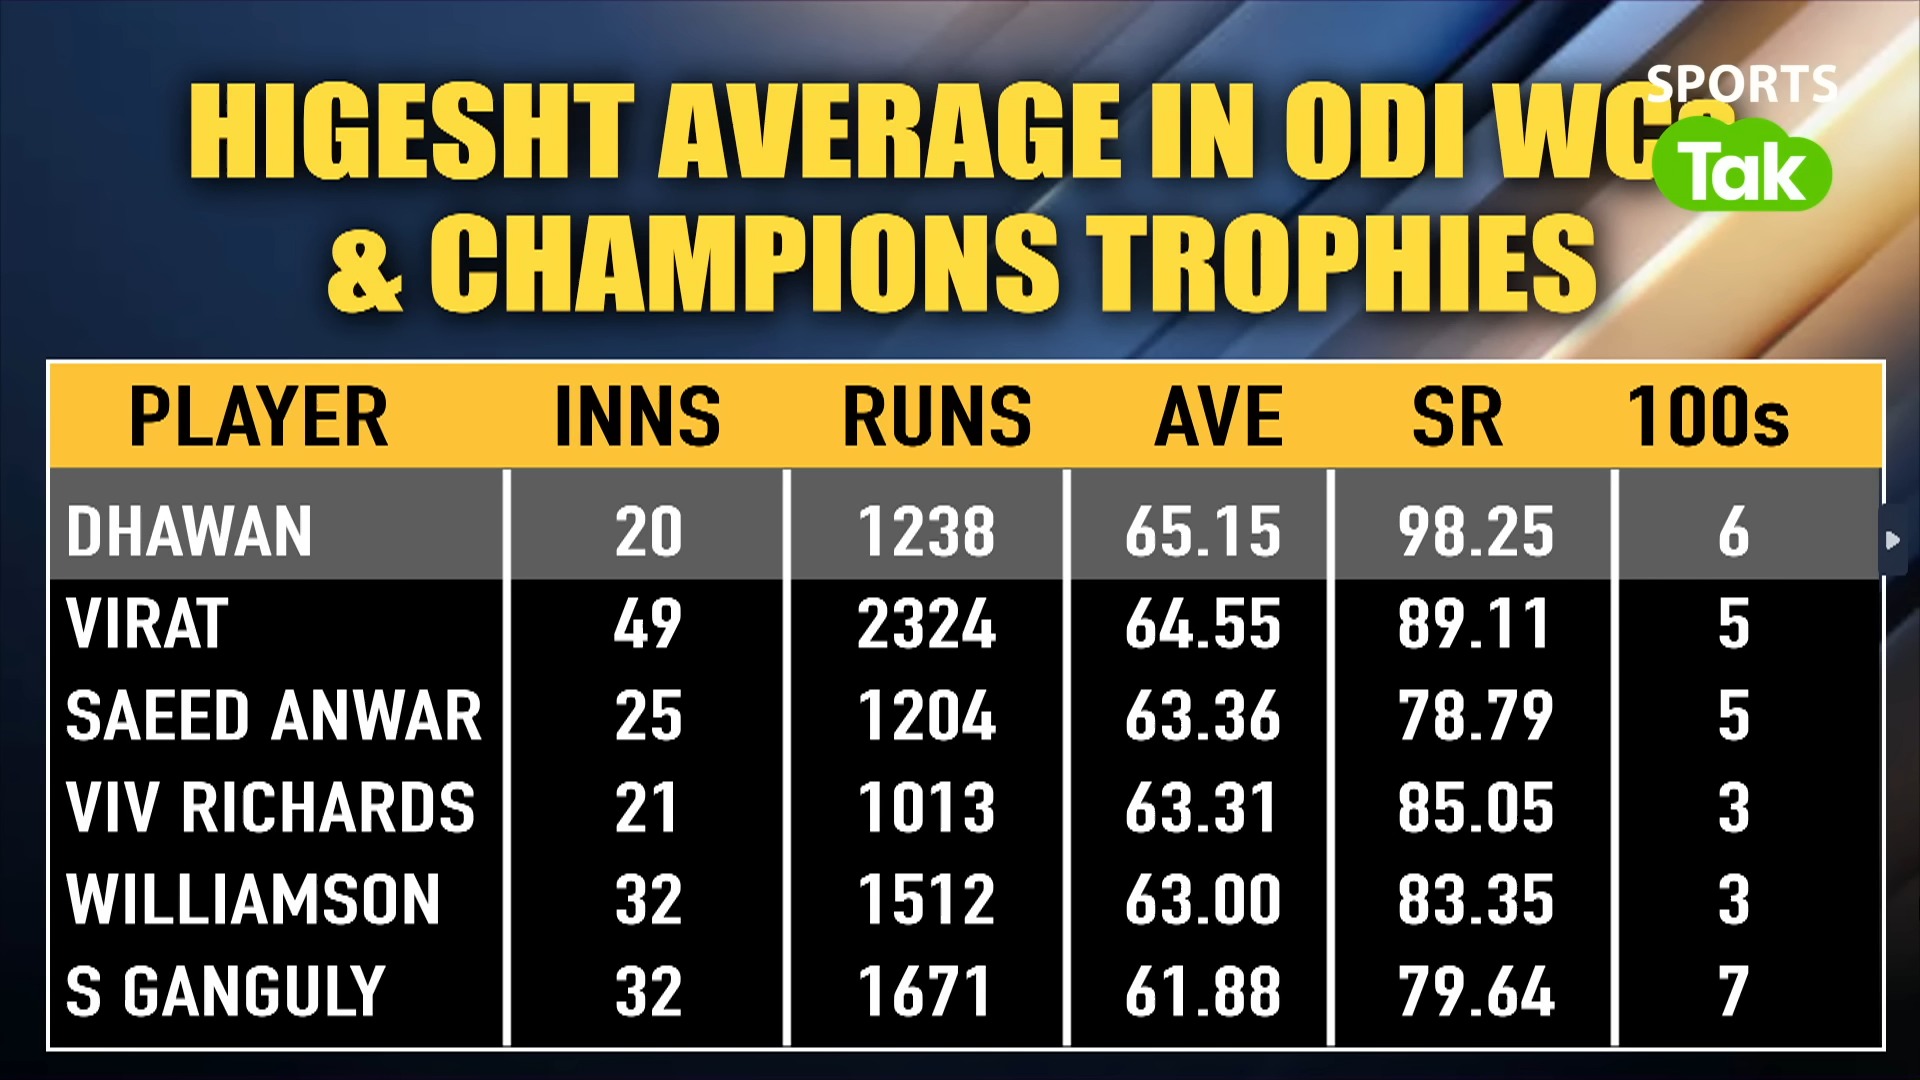 HIGESHT AVERAGE IN ODI WCS
SPORTS
Tak
& CHAMPIONS TROPHIES
PLAYER INNS RUNS AVE SR 100s
DHAWAN 20 1238 65.15 98.25 6
VIRAT 49 2324 64.55 89.11 5
SAEED ANWAR 25 1204 63.36 78.79 5
VIV RICHARDS 21 1013 63.31 85.05 3
WILLIAMSON 32 1512 63.00 83.35 3
S GANGULY 32 1671 61.88 79.64 7